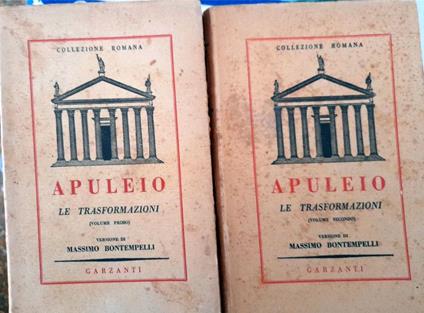 COLLEZIONE ROMANA
APULEIO
LE TRASFORMAZIONI
(VOLUME PRIMO)
VERSIONE DI
MASSIMO BONTEMPELLI
GARZANTI
COLLEZIONE ROMANA
APULEIO
LE TRASFORMAZIONI
(VOLUME SECONDO)
VERSIONE DI
MASSIMO BONTEMPELLI
GARZANTI